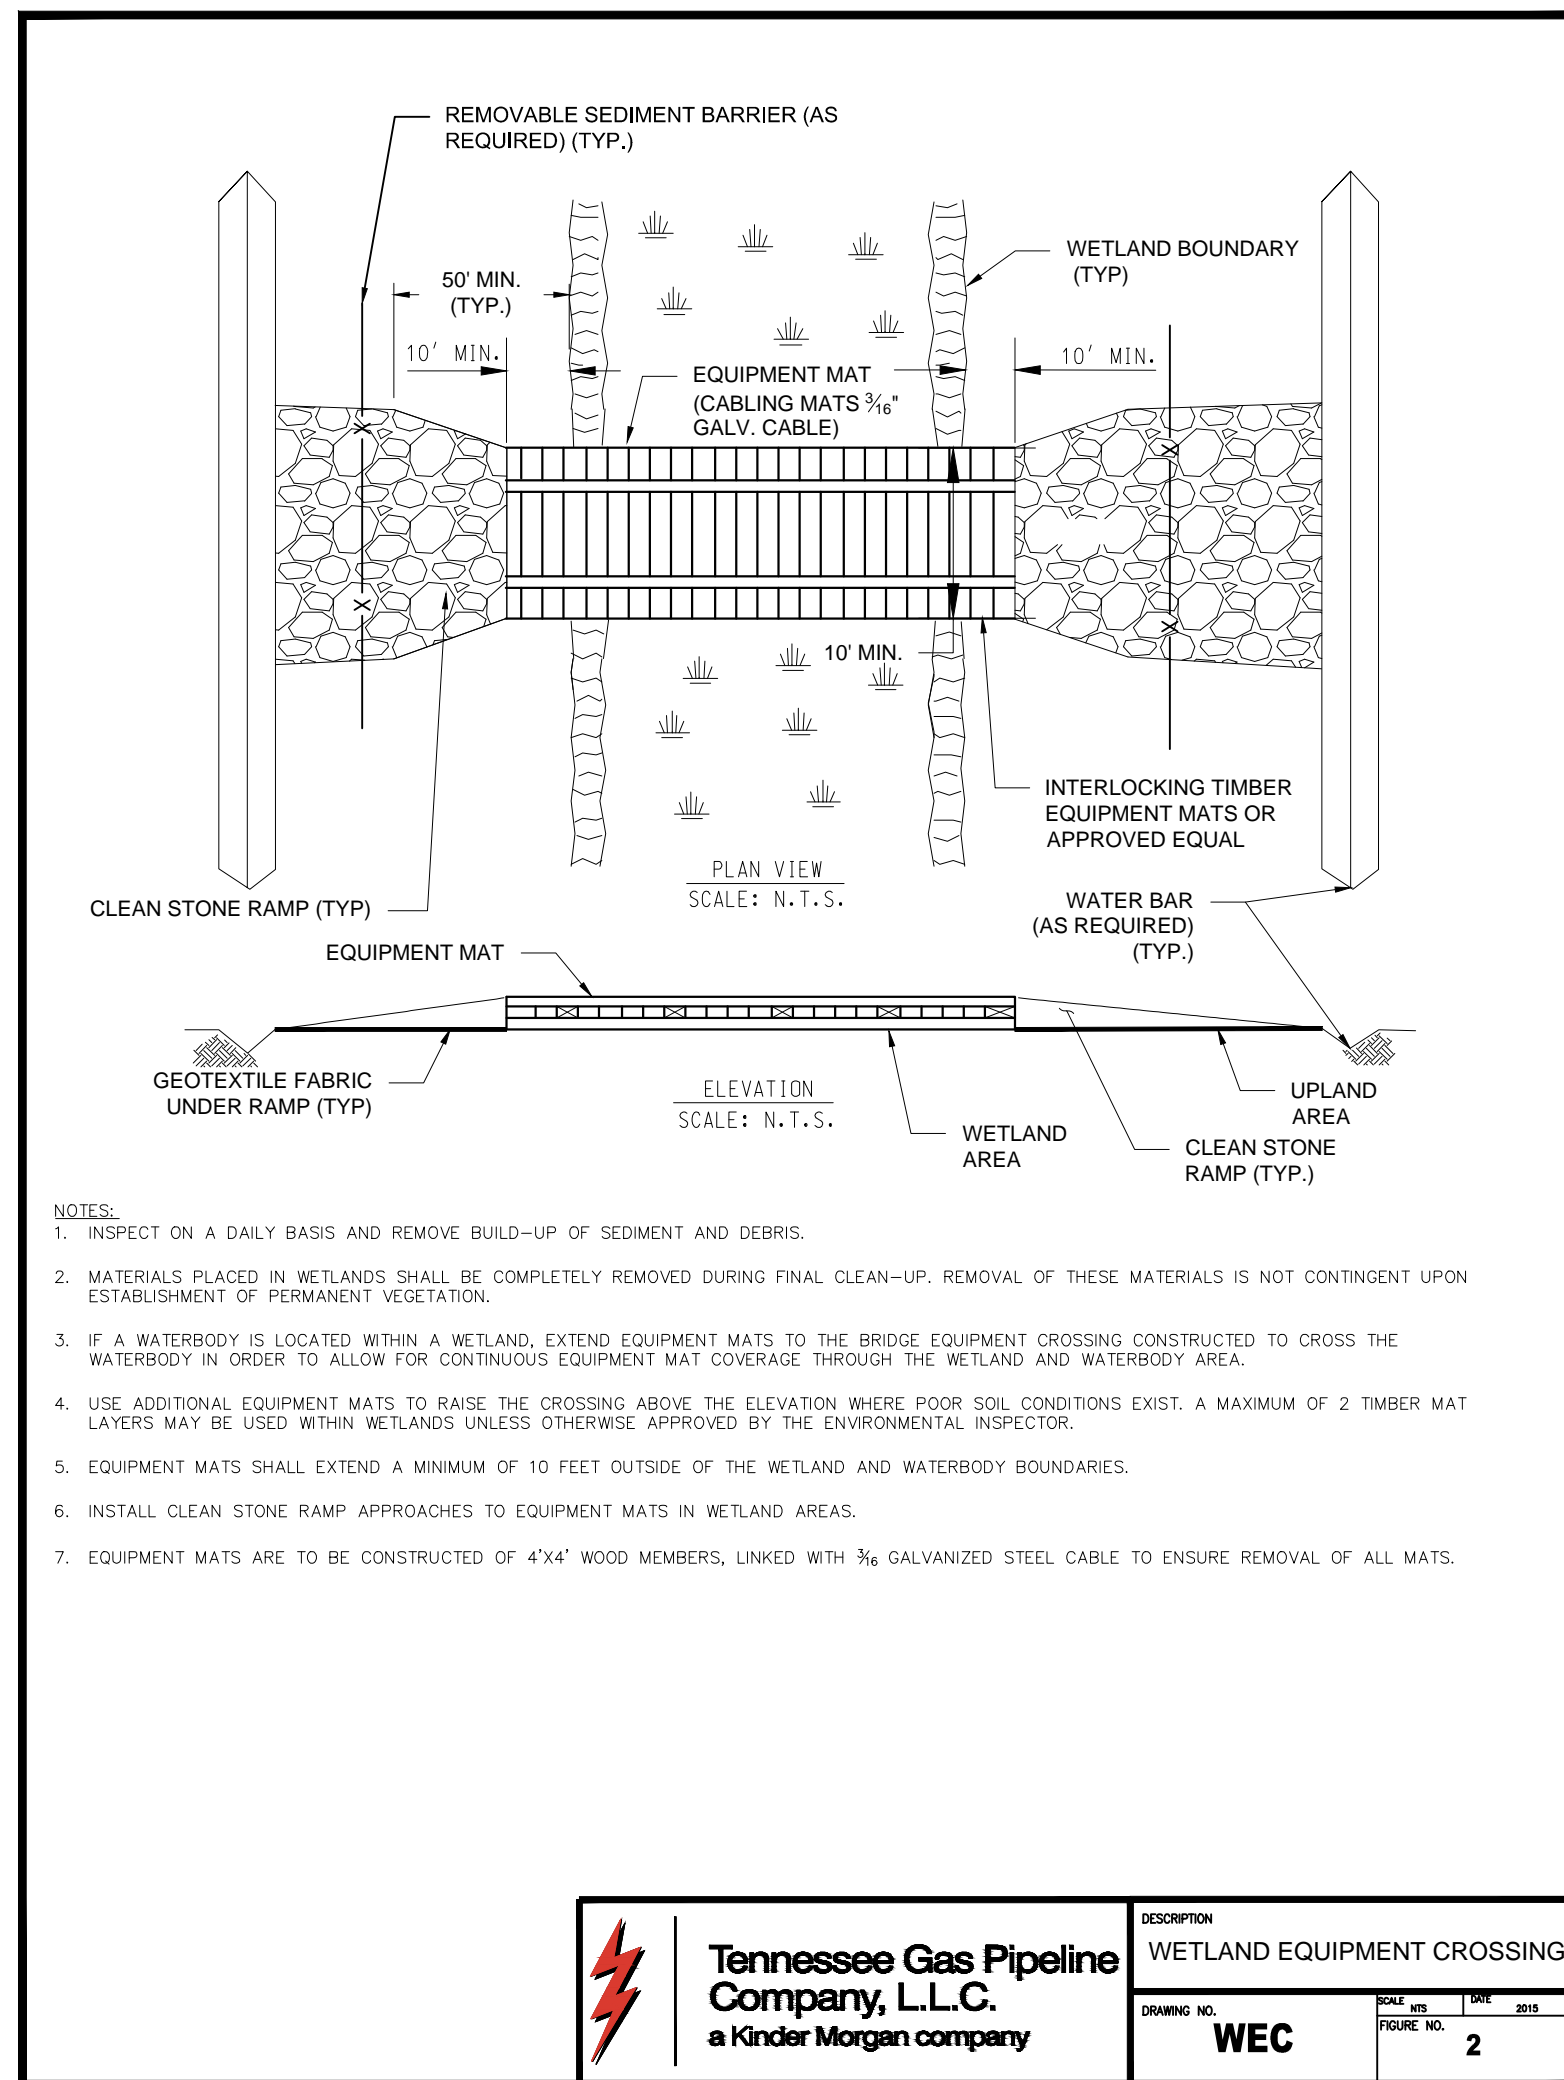 REMOVABLE SEDIMENT BARRIER (AS
REQUIRED) (TYP.)
WETLAND BOUNDARY
(TYP)
50' MIN.
(TYP.)
10' MIN.
10' MIN.
EQUIPMENT MAT
(CABLING MATS 3/16"
GALV. CABLE)
X
X
X
X
10' MIN.
INTERLOCKING TIMBER
EQUIPMENT MATS OR
APPROVED EQUAL
PLAN VIEW
SCALE: N.T.S.
CLEAN STONE RAMP (TYP)
WATER BAR
(AS REQUIRED)
(TYP.)
EQUIPMENT MAT
GEOTEXTILE FABRIC
UNDER RAMP (TYP)
ELEVATION
SCALE: N.T.S.
UPLAND
AREA
WETLAND
AREA
CLEAN STONE
RAMP (TYP.)
NOTES:
1. INSPECT ON A DAILY BASIS AND REMOVE BUILD-UP OF SEDIMENT AND DEBRIS.
2. MATERIALS PLACED IN WETLANDS SHALL BE COMPLETELY REMOVED DURING FINAL CLEAN-UP. REMOVAL OF THESE MATERIALS IS NOT CONTINGENT UPON
ESTABLISHMENT OF PERMANENT VEGETATION.
3. IF A WATERBODY IS LOCATED WITHIN A WETLAND, EXTEND EQUIPMENT MATS TO THE BRIDGE EQUIPMENT CROSSING CONSTRUCTED TO CROSS THE
WATERBODY IN ORDER TO ALLOW FOR CONTINUOUS EQUIPMENT MAT COVERAGE THROUGH THE WETLAND AND WATERBODY AREA.
4. USE ADDITIONAL EQUIPMENT MATS TO RAISE THE CROSSING ABOVE THE ELEVATION WHERE POOR SOIL CONDITIONS EXIST. A MAXIMUM OF 2 TIMBER MAT
LAYERS MAY BE USED WITHIN WETLANDS UNLESS OTHERWISE APPROVED BY THE ENVIRONMENTAL INSPECTOR.
5. EQUIPMENT MATS SHALL EXTEND A MINIMUM OF 10 FEET OUTSIDE OF THE WETLAND AND WATERBODY BOUNDARIES.
6. INSTALL CLEAN STONE RAMP APPROACHES TO EQUIPMENT MATS IN WETLAND AREAS.
7. EQUIPMENT MATS ARE TO BE CONSTRUCTED OF 4'X4' WOOD MEMBERS, LINKED WITH 3/16 GALVANIZED STEEL CABLE TO ENSURE REMOVAL OF ALL MATS.
Tennessee Gas Pipeline
Company, L.L.C.
a Kinder Morgan company
DESCRIPTION
WETLAND EQUIPMENT CROSSING
DRAWING NO.
WEC
SCALE NTS
DATE 2015
FIGURE NO.
2